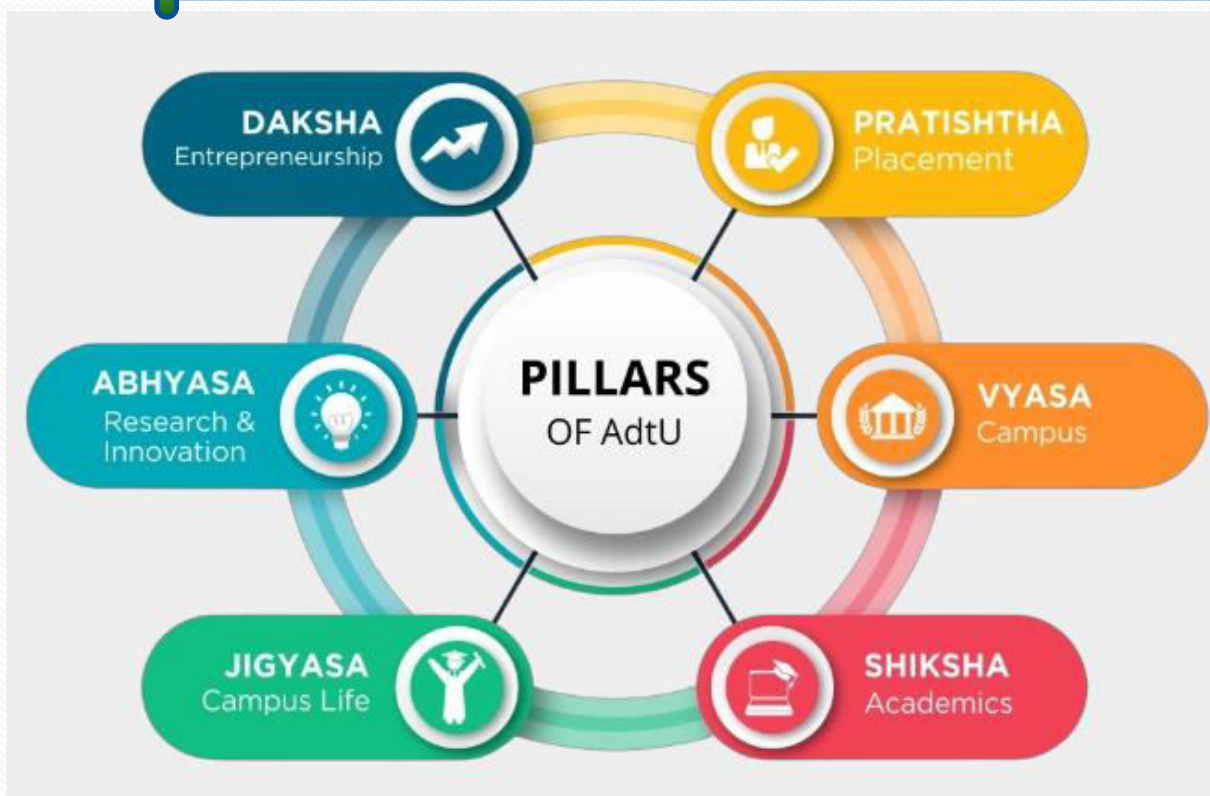 DAKSHA
Entrepreneurship
PRATISHTHA
Placement
ABHYASA
Research &
Innovation
PILLARS
OF AdtU
VYASA
Campus
JIGYASA
Campus Life
SHIKSHA
Academics